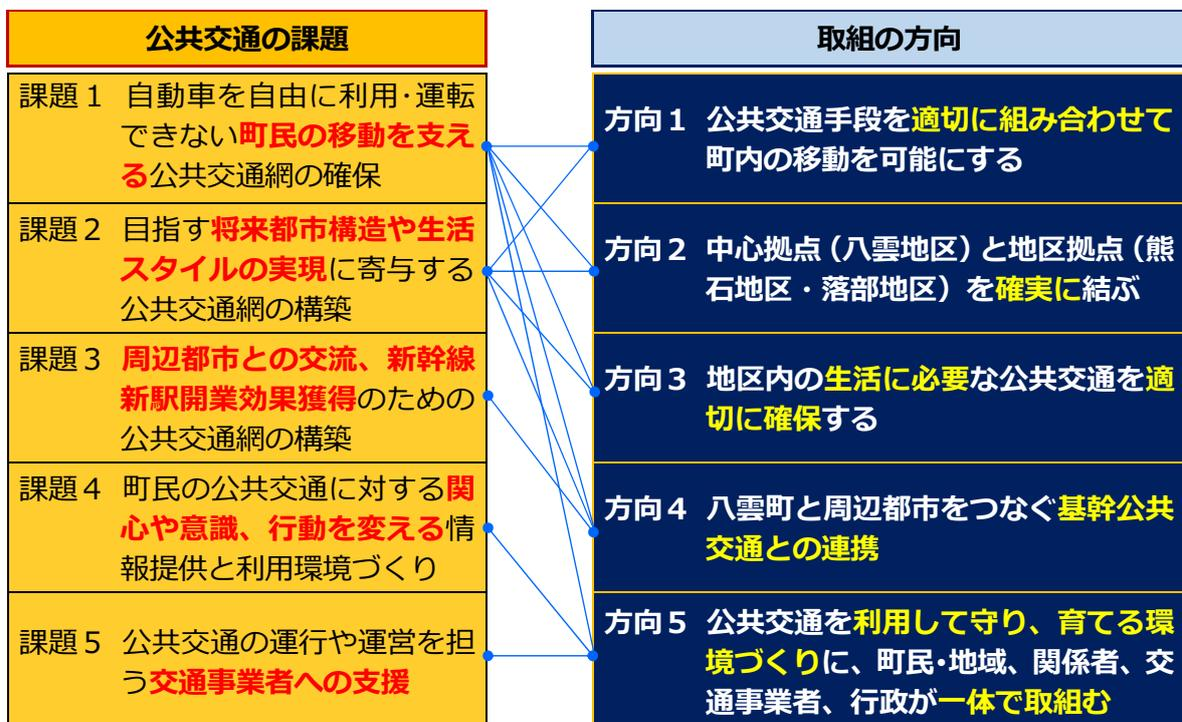 公共交通の課題
課題１ 自動車を自由に利用･運転
できない町民の移動を支え
る公共交通網の確保
課題２ 目指す将来都市構造や生活
スタイルの実現に寄与する
公共交通網の構築
課題３ 周辺都市との交流、新幹線
新駅開業効果獲得のための
公共交通網の構築
課題４ 町民の公共交通に対する関
心や意識、行動を変える情
報提供と利用環境づくり
課題５ 公共交通の運行や運営を担
う交通事業者への支援
取組の方向
方向１ 公共交通手段を適切に組み合わせて
町内の移動を可能にする
方向２ 中心拠点（八雲地区）と地区拠点（熊
石地区・落部地区）を確実に結ぶ
方向３ 地区内の生活に必要な公共交通を適
切に確保する
方向４ 八雲町と周辺都市をつなぐ基幹公共
交通との連携
方向５ 公共交通を利用して守り、育てる環
境づくりに、町民･地域、関係者、交
通事業者、行政が一体で取組む